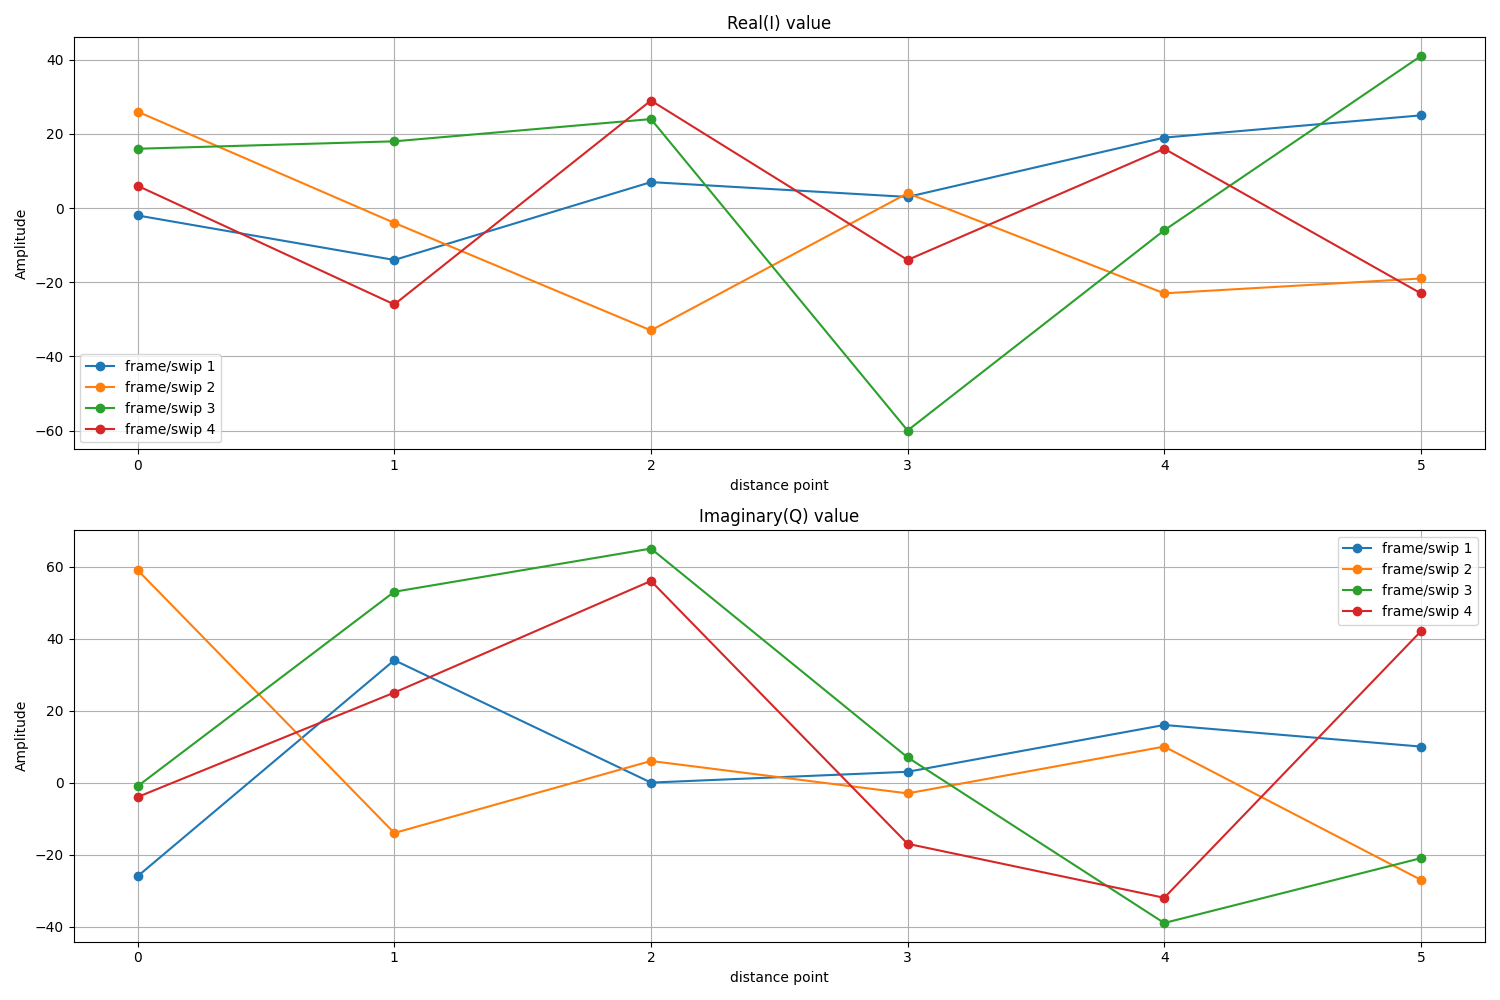 Real(I) value
40
20
0
−20
−40
−60
Amplitude
frame/swip 1
frame/swip 2
frame/swip 3
frame/swip 4
0 1 2 3 4 5
distance point
Imaginary(Q) value
60
40
20
0
−20
−40
Amplitude
frame/swip 1
frame/swip 2
frame/swip 3
frame/swip 4
0 1 2 3 4 5
distance point